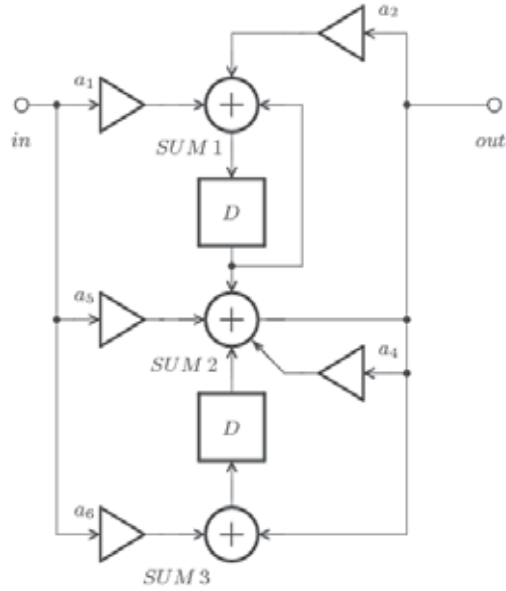 a₂
a₁
+
in
out
SUM 1
D
a₅
+
a₄
SUM 2
D
a₆
+
SUM 3